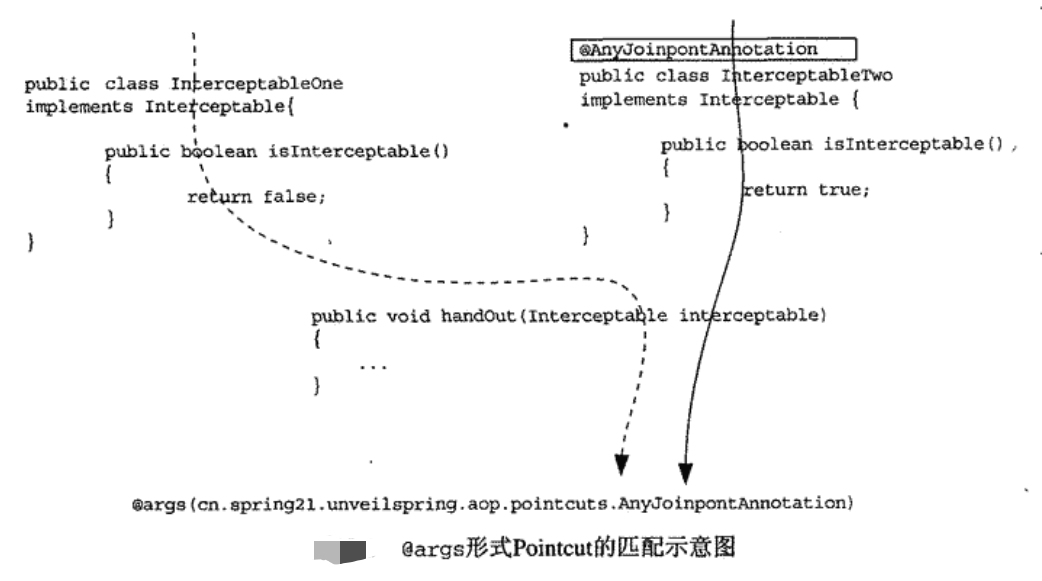 public class InterceptableOne
implements Interceptable{
public boolean isInterceptable()
{
return false;
}
}
@AnyJoinpontAnnotation
public class InterceptableTwo
implements Interceptable {
public boolean isInterceptable()
{
return true;
}
}
public void handOut(Interceptable interceptable)
{
...
}
@args(cn.spring21.unveilspring.aop.pointcuts.AnyJoinpontAnnotation)
@args形式Pointcut的匹配示意图